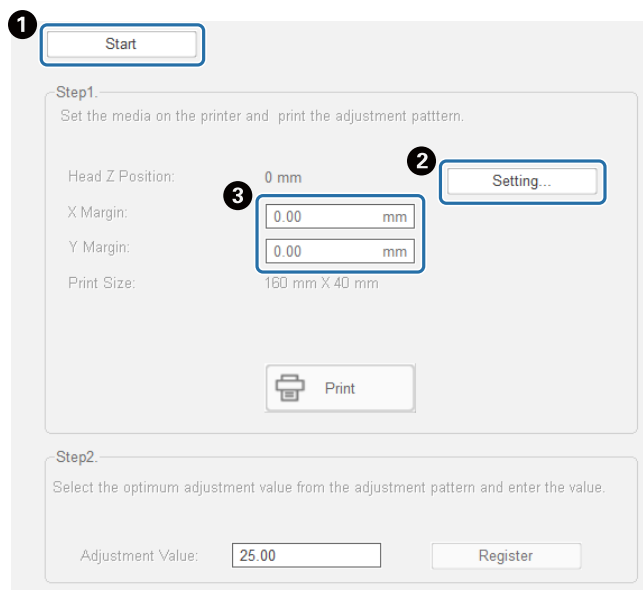 1
Start
Step1.
Set the media on the printer and print the adjustment patttern.
2
Head Z Position: 0 mm Setting...
3
X Margin: 0.00 mm
Y Margin: 0.00 mm
Print Size: 160 mm X 40 mm
Print
Step2.
Select the optimum adjustment value from the adjustment pattern and enter the value.
Adjustment Value: 25.00 Register